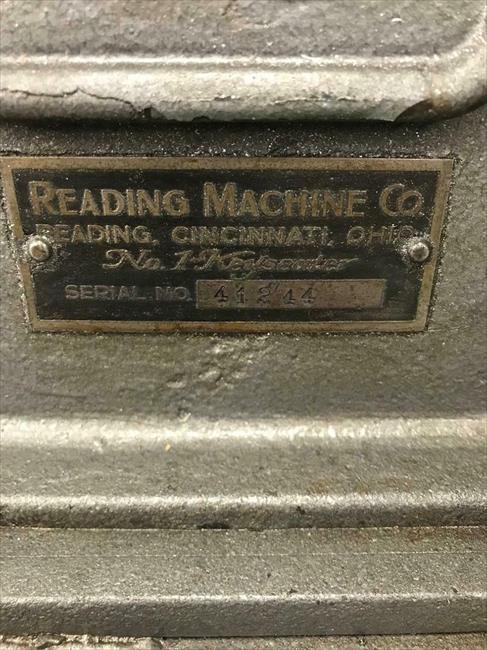 READING MACHINE CO.
READING, CINCINNATI, OHIO
No. 1 Keyseater
SERIAL NO. 41244